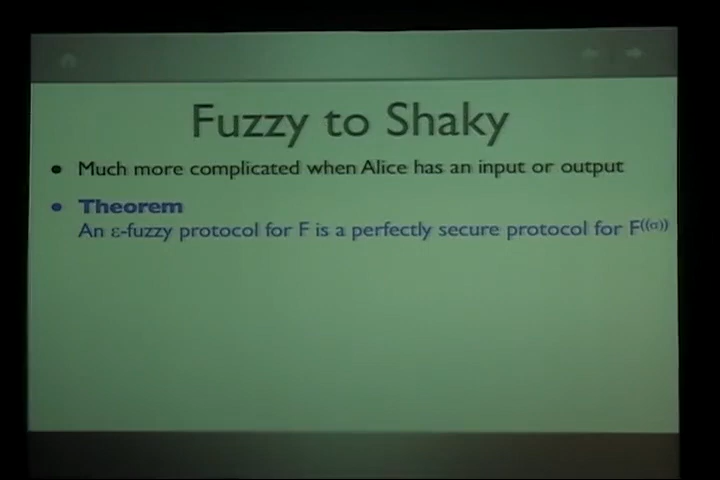 Fuzzy to Shaky
• Much more complicated when Alice has an input or output
• Theorem
An ε-fuzzy protocol for F is a perfectly secure protocol for F((σ))